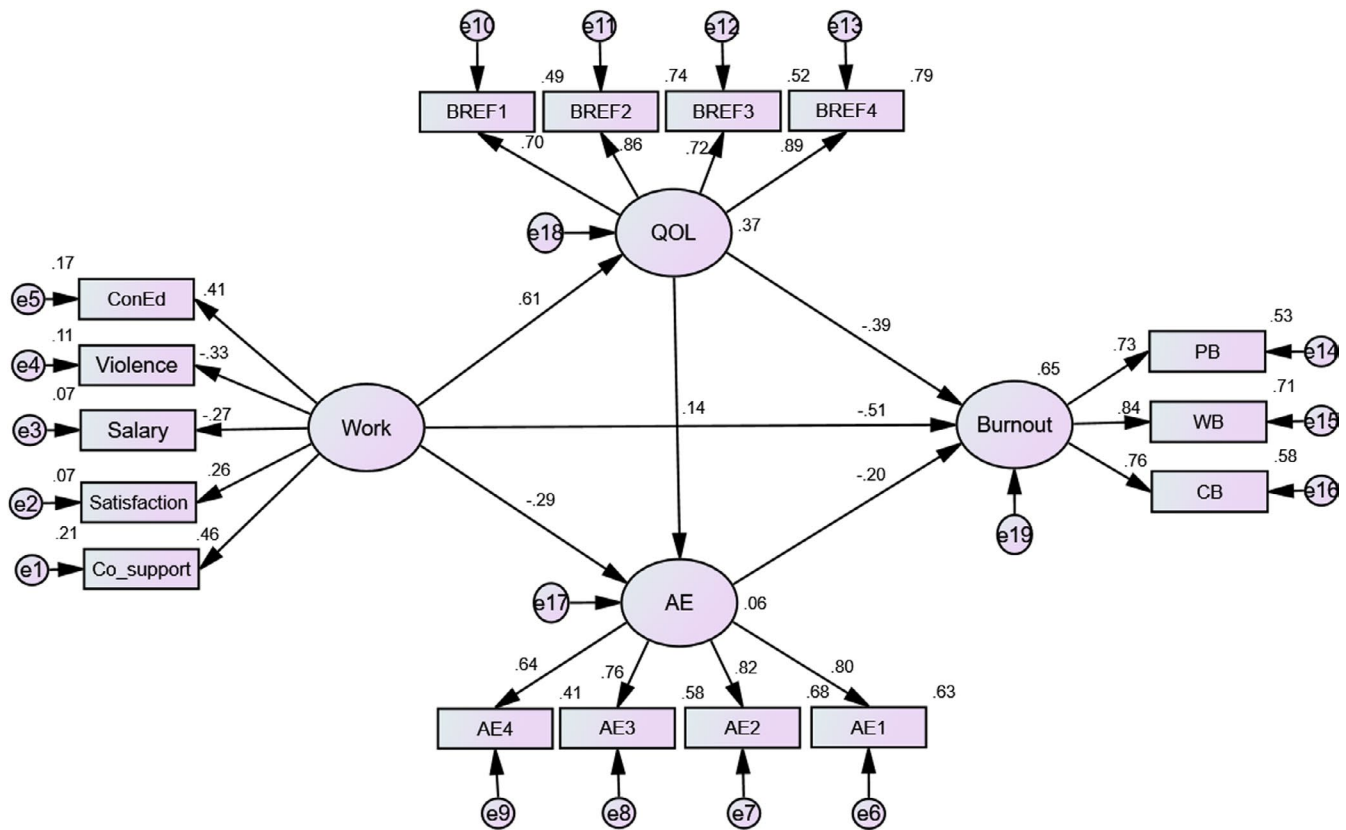 e10 e11 e12 e13
.49 .74 .52 .79
BREF1 BREF2 BREF3 BREF4
.70 .86 .72 .89
e18 QOL .37
.17
e5 ConEd .41
.61
.11
-.39
e4 Violence -.33
.53
.73 PB e14
.07
.65
.71
e3 Salary -.27
Work
.14
-.51
Burnout
.84 WB e15
.07 .26
.76 .58
e2 Satisfaction
-.29
-.20
CB e16
.21 .46
e19
e1 Co_support
e17 AE .06
.64 .76 .82 .80
.41 .58 .68 .63
AE4 AE3 AE2 AE1
e9 e8 e7 e6